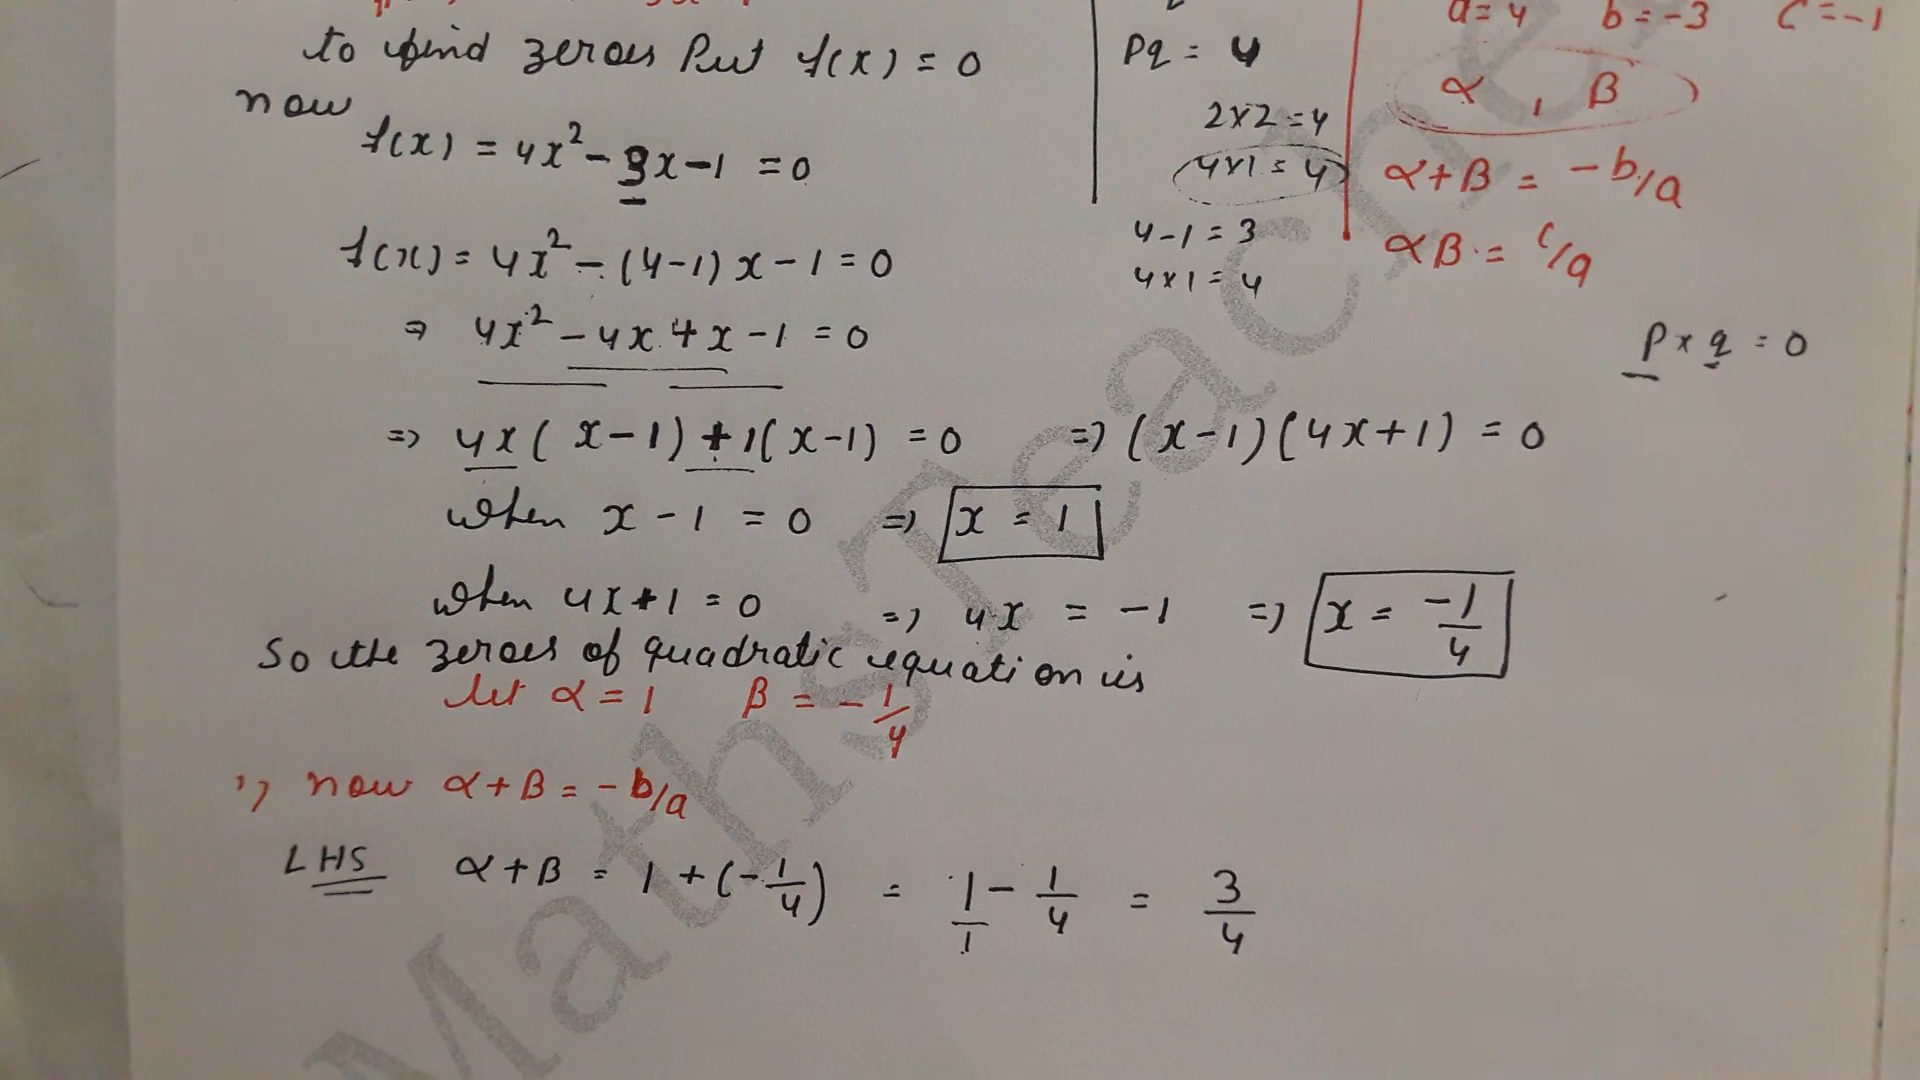 to find zeroes Put f(x) = 0
now
f(x) = 4x² - 3x - 1 = 0
f(x) = 4x² - (4-1)x - 1 = 0
⇒ 4x² - 4x + x - 1 = 0
⇒ 4x(x-1) + 1(x-1) = 0 ⇒ (x-1)(4x+1) = 0
when x - 1 = 0 ⇒ x = 1
when 4x+1 = 0 ⇒ 4x = -1 ⇒ x = -1/4
So the zeroes of quadratic equation is
let α = 1 β = -1/4
1) now α+β = -b/a
LHS α+β = 1 + (-1/4) = 1/1 - 1/4 = 3/4
pq = 4
2×2 = 4
4×1 = 4
4-1 = 3
4×1 = 4
a = 4 b = -3 c = -1
α , β
α+β = -b/a
αβ = c/a
p × q = 0
Maths Teach